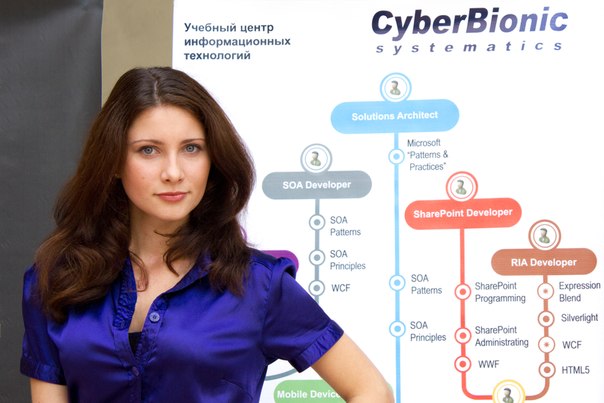 Учебный центр
информационных
технологий
CyberBionic
systematics
Solutions Architect
Microsoft
"Patterns &
Practices"
SOA Developer
SOA
Patterns
SOA
Principles
WCF
SharePoint Developer
RIA Developer
SOA
Patterns
SOA
Principles
SharePoint
Programming
SharePoint
Administrating
WWF
Expression
Blend
Silverlight
WCF
HTML5
Mobile Device